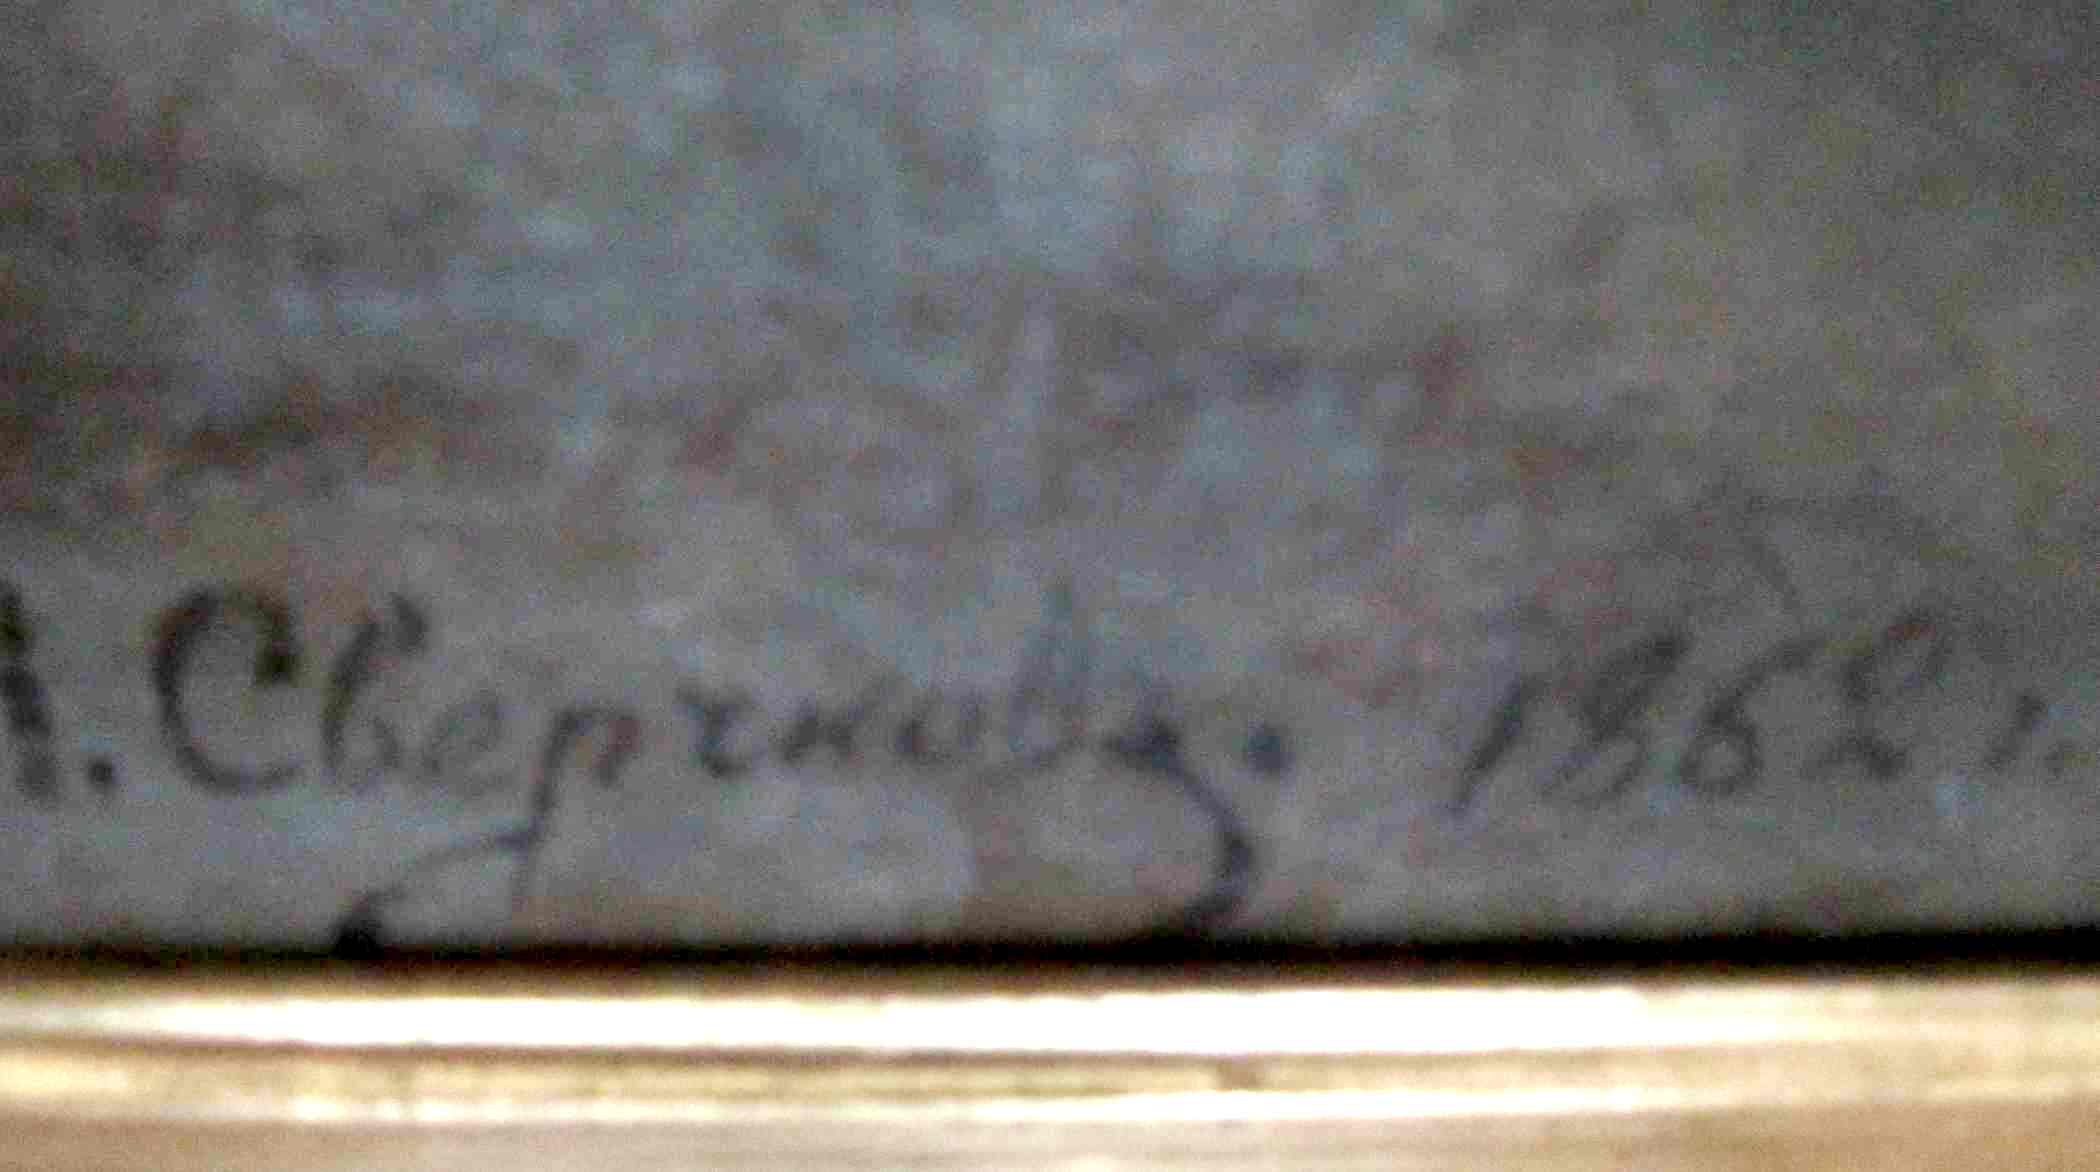 Н. Сверчковъ. 1862 г.